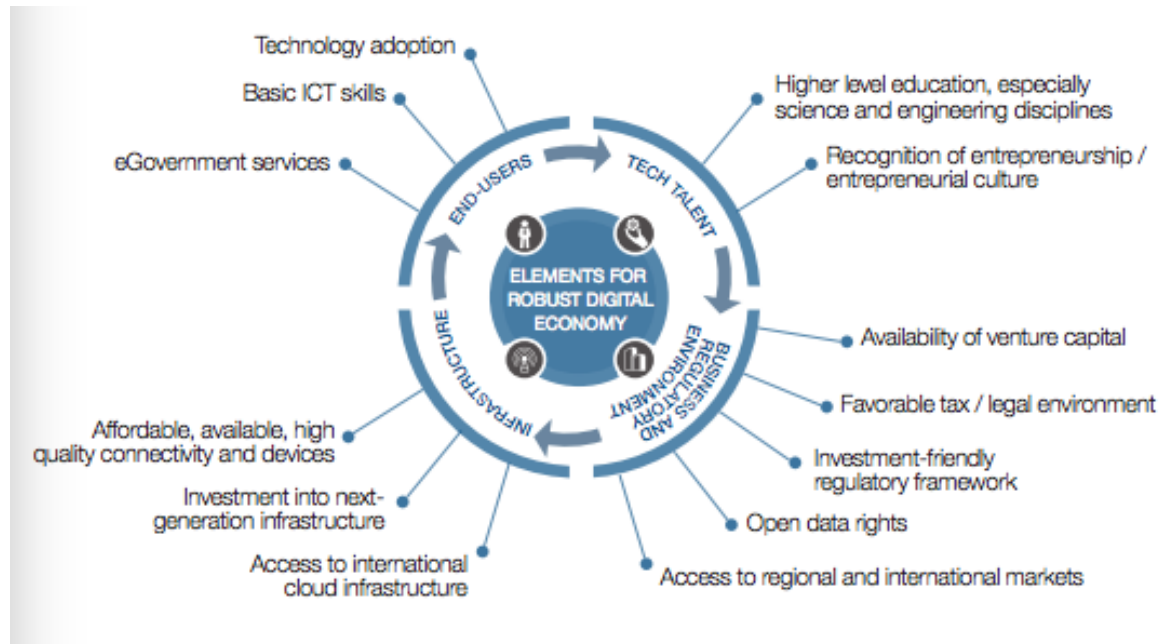 Technology adoption
Basic ICT skills
eGovernment services
Higher level education, especially
science and engineering disciplines
Recognition of entrepreneurship /
entrepreneurial culture
END-USERS
TECH TALENT
ELEMENTS FOR
ROBUST DIGITAL
ECONOMY
INFRASTRUCTURE
BUSINESS AND
REGULATORY
ENVIRONMENT
Availability of venture capital
Favorable tax / legal environment
Investment-friendly
regulatory framework
Open data rights
Access to regional and international markets
Affordable, available, high
quality connectivity and devices
Investment into next-
generation infrastructure
Access to international
cloud infrastructure